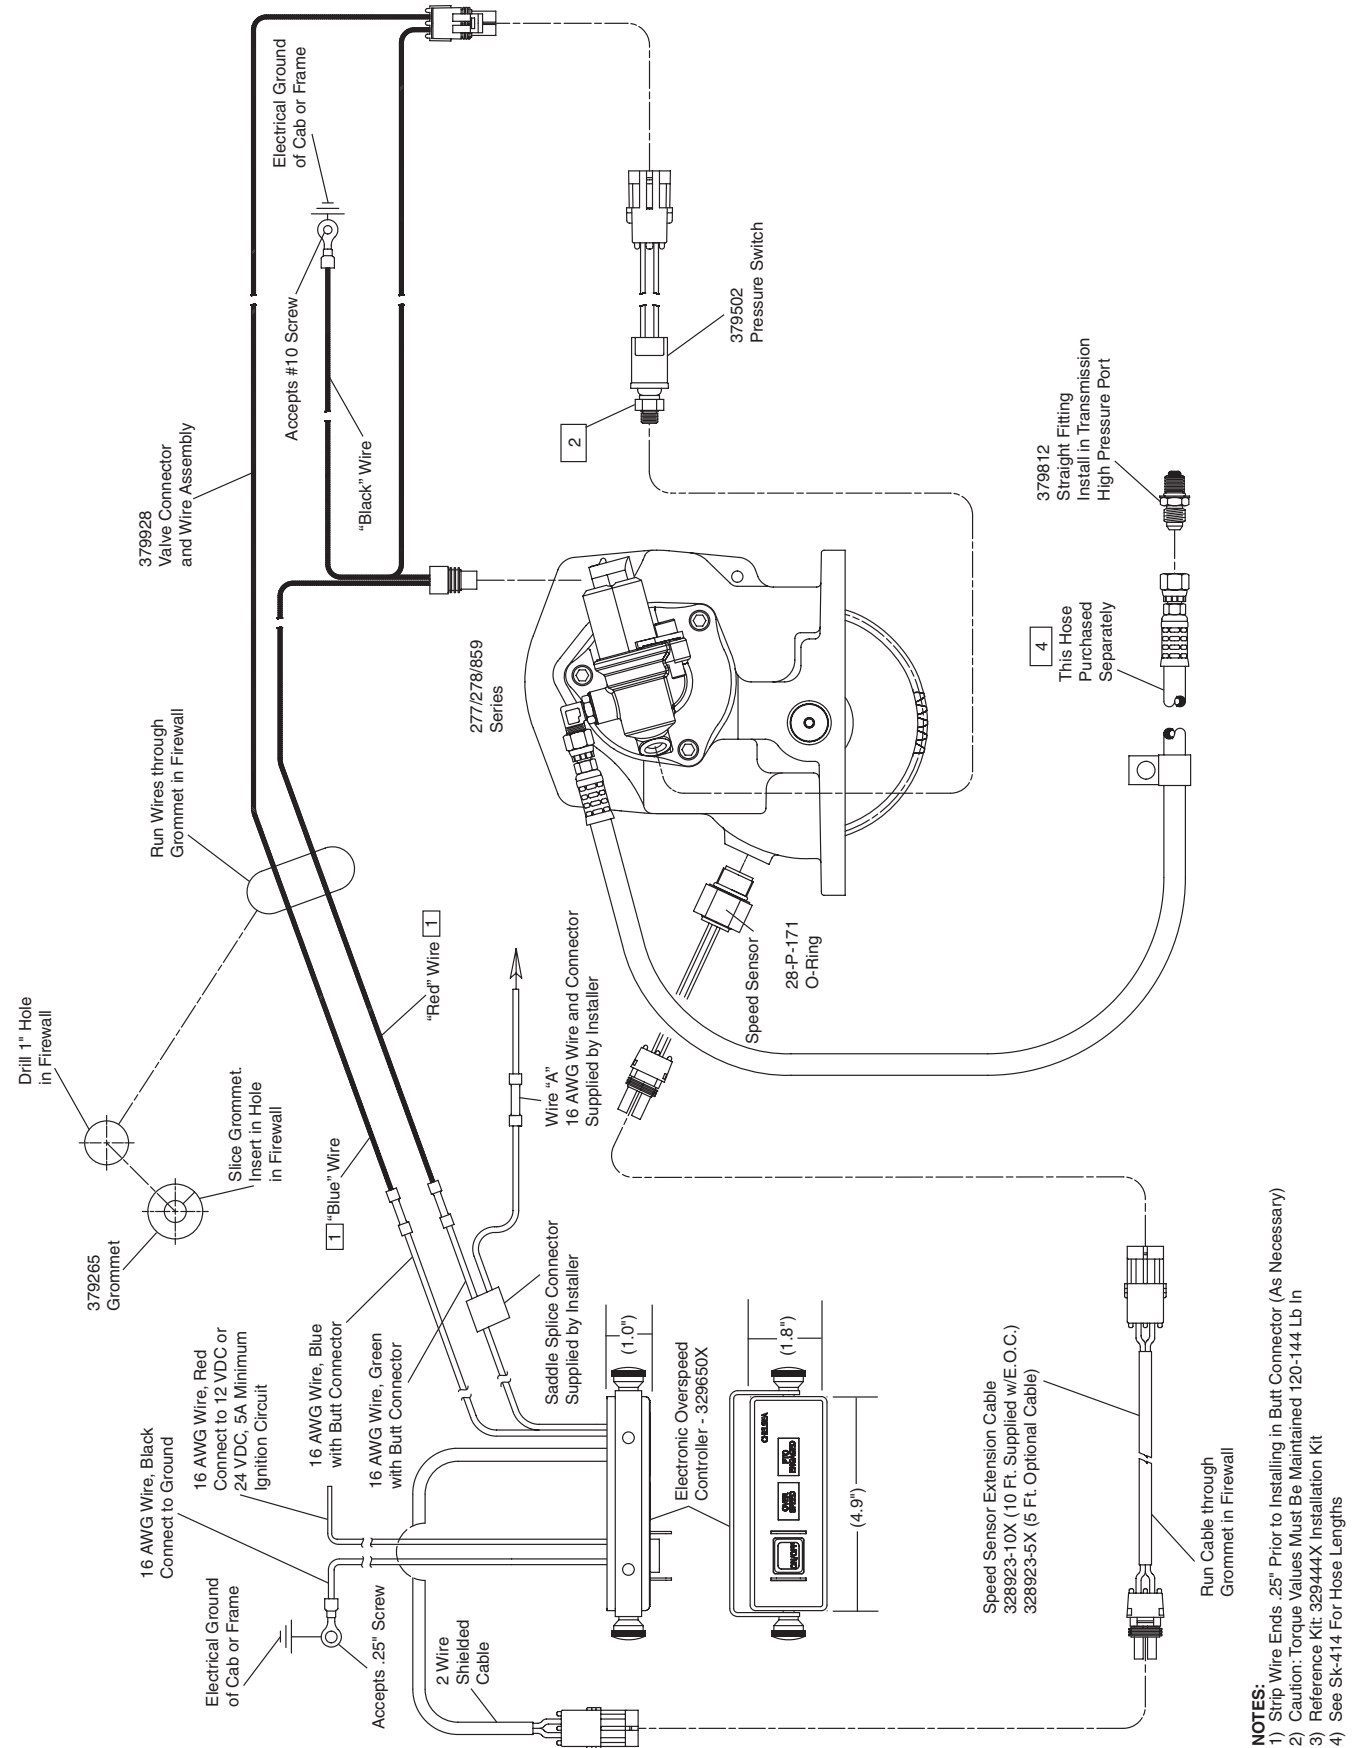 Drill 1" Hole
in Firewall
379265
Grommet
Slice Grommet.
Insert in Hole
in Firewall
Run Wires through
Grommet in Firewall
379928
Valve Connector
and Wire Assembly
Electrical Ground
of Cab or Frame
Accepts #10 Screw
“Black” Wire
16 AWG Wire, Black
Connect to Ground
16 AWG Wire, Red
Connect to 12 VDC or
24 VDC, 5A Minimum
Ignition Circuit
16 AWG Wire, Blue
with Butt Connector
1 “Blue” Wire
“Red” Wire 1
16 AWG Wire, Green
with Butt Connector
Electrical Ground
of Cab or Frame
Accepts .25" Screw
2 Wire
Shielded
Cable
Saddle Splice Connector
Supplied by Installer
Wire “A”
16 AWG Wire and Connector
Supplied by Installer
277/278/859
Series
2
379502
Pressure Switch
(1.0")
Electronic Overspeed
Controller - 329650X
(1.8")
(4.9")
CHELSEA
ON/OFF
OVER
SPEED
PTO
ENGAGED
Speed Sensor
28-P-171
O-Ring
4
This Hose
Purchased
Separately
379812
Straight Fitting
Install in Transmission
High Pressure Port
Speed Sensor Extension Cable
328923-10X (10 Ft. Supplied w/E.O.C.)
328923-5X (5 Ft. Optional Cable)
Run Cable through
Grommet in Firewall
NOTES:
1) Strip Wire Ends .25" Prior to Installing in Butt Connector (As Necessary)
2) Caution: Torque Values Must Be Maintained 120-144 Lb In
3) Reference Kit: 329444X Installation Kit
4) See Sk-414 For Hose Lengths